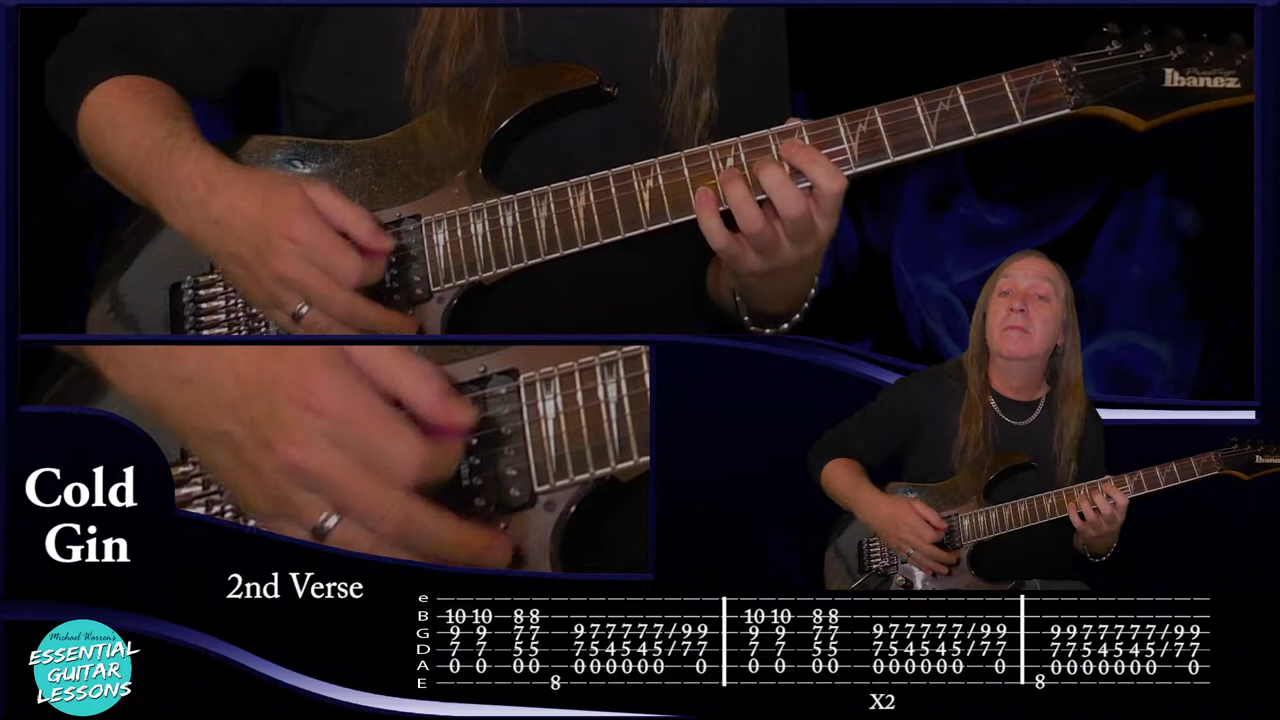 Prestige
Ibanez
Ibanez
Cold
Gin
2nd Verse
Michael Warren's
ESSENTIAL
GUITAR
LESSONS
e
B 10 10 8 8 10 10 8 8
G 9 9 7 7 9 7 7 7 7 7 / 9 9 9 9 7 7 9 7 7 7 7 7 / 9 9 9 9 7 7 7 7 7 / 9 9
D 7 7 5 5 7 5 4 5 4 5 / 7 7 7 7 5 5 7 5 4 5 4 5 / 7 7 7 7 5 4 5 4 5 / 7 7
A 0 0 0 0 0 0 0 0 0 0 0 0 0 0 0 0 0 0 0 0 0 0 0 0 0 0
E 8 8
X2